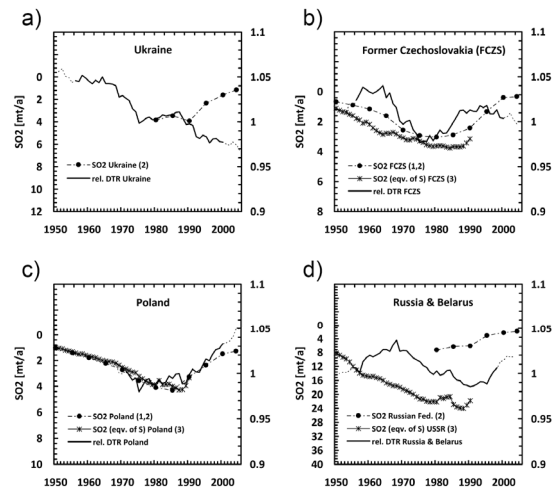 a)
Ukraine
1.1
1.05
1
0.95
0.9
0
2
4
6
8
10
12
SO2 [mt/a]
SO2 Ukraine (2)
rel. DTR Ukraine
1950 1960 1970 1980 1990 2000
b)
Former Czechoslovakia (FCZS)
1.1
1.05
1
0.95
0.9
0
2
4
6
8
SO2 [mt/a]
SO2 FCZS (1,2)
SO2 (eqv. of S) FCZS (3)
rel. DTR FCZS
1950 1960 1970 1980 1990 2000
c)
Poland
1.1
1.05
1
0.95
0.9
0
2
4
6
8
10
SO2 [mt/a]
SO2 Poland (1,2)
SO2 (eqv. of S) Poland (3)
rel. DTR Poland
1950 1960 1970 1980 1990 2000
d)
Russia & Belarus
1.1
1.05
1
0.95
0.9
0
4
8
12
16
20
24
28
32
36
40
SO2 [mt/a]
SO2 Russian Fed. (2)
SO2 (eqv. of S) USSR (3)
rel. DTR Russia & Belarus
1950 1960 1970 1980 1990 2000